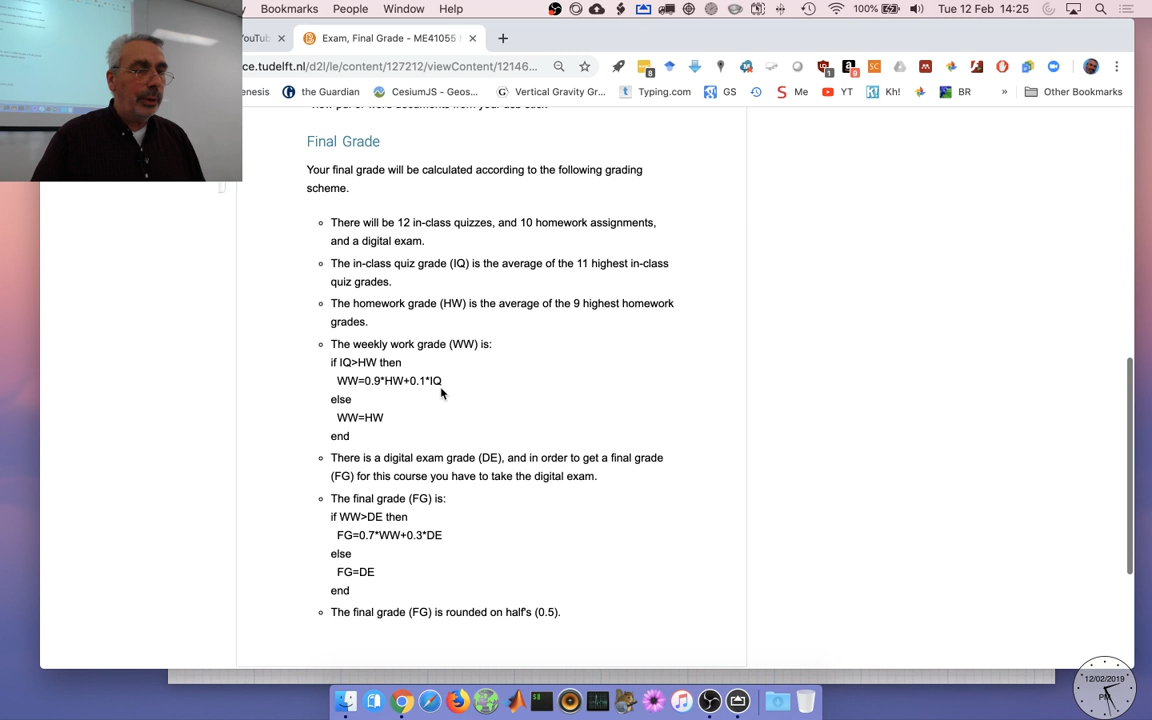 Bookmarks People Window Help 100% Tue 12 Feb 14:25
YouTub Exam, Final Grade - ME41055
ce.tudelft.nl/d2l/le/content/127212/viewContent/12146... 8 1 9
enesis the Guardian CesiumJS - Geos... Vertical Gravity Gr... Typing.com GS Me YT Kh! BR » Other Bookmarks
Final Grade
Your final grade will be calculated according to the following grading
scheme.
There will be 12 in-class quizzes, and 10 homework assignments,
and a digital exam.
The in-class quiz grade (IQ) is the average of the 11 highest in-class
quiz grades.
The homework grade (HW) is the average of the 9 highest homework
grades.
The weekly work grade (WW) is:
if IQ>HW then
WW=0.9*HW+0.1*IQ
else
WW=HW
end
There is a digital exam grade (DE), and in order to get a final grade
(FG) for this course you have to take the digital exam.
The final grade (FG) is:
if WW>DE then
FG=0.7*WW+0.3*DE
else
FG=DE
end
The final grade (FG) is rounded on half's (0.5).
12/02/2019
PM